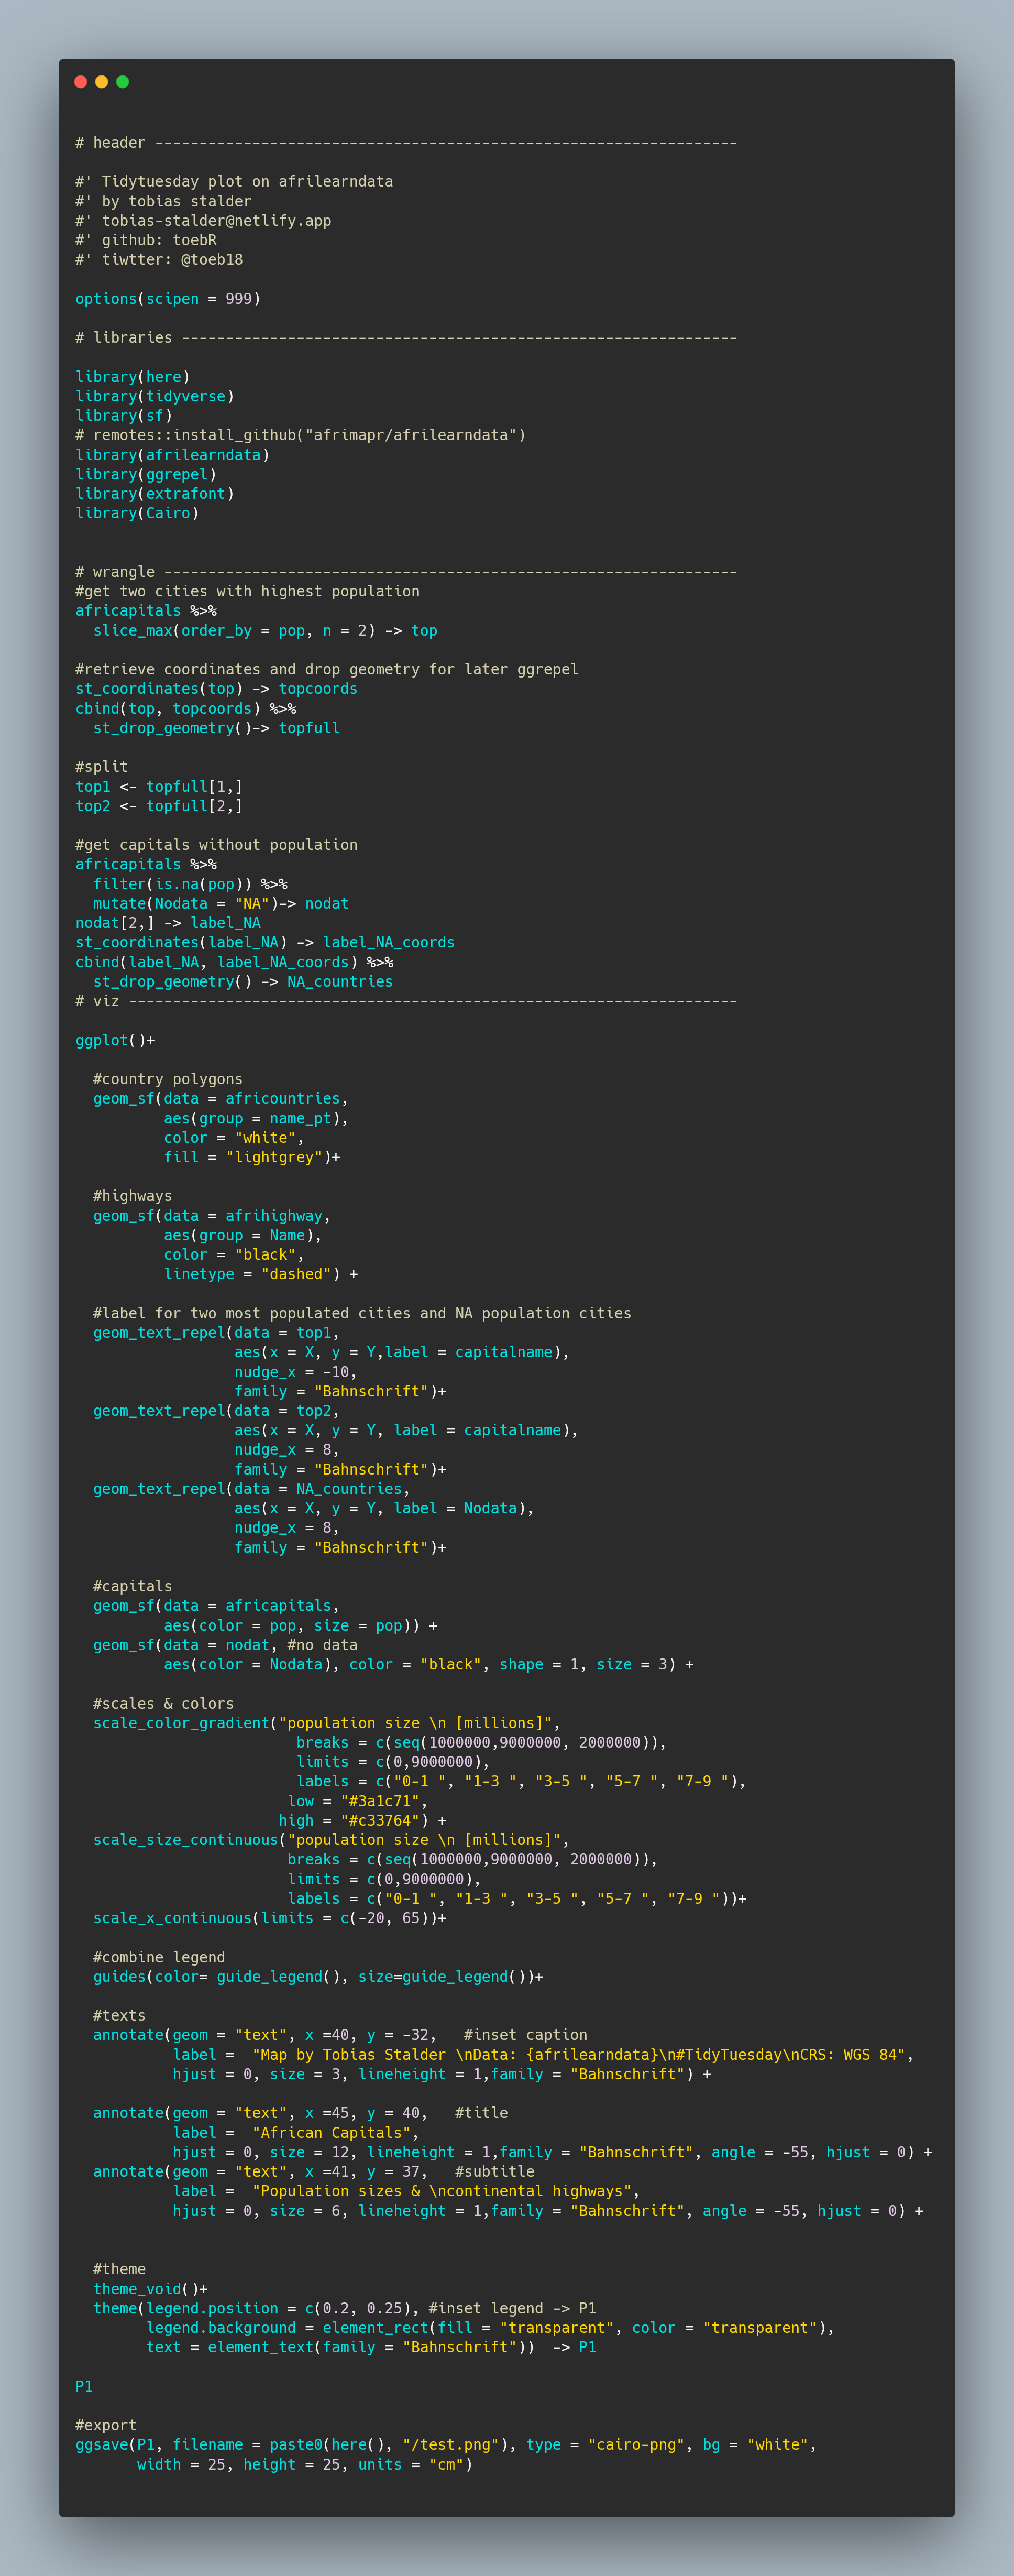 # header ------------------------------------------------------------------
#' Tidytuesday plot on afrilearndata
#' by tobias stalder
#' tobias-stalder@netlify.app
#' github: toebR
#' tiwtter: @toeb18
options(scipen = 999)
# libraries ---------------------------------------------------------------
library(here)
library(tidyverse)
library(sf)
# remotes::install_github("afrimapr/afrilearndata")
library(afrilearndata)
library(ggrepel)
library(extrafont)
library(Cairo)
# wrangle -----------------------------------------------------------------
#get two cities with highest population
africapitals %>%
  slice_max(order_by = pop, n = 2) -> top
#retrieve coordinates and drop geometry for later ggrepel
st_coordinates(top) -> topcoords
cbind(top, topcoords) %>%
  st_drop_geometry()-> topfull
#split
top1 <- topfull[1,]
top2 <- topfull[2,]
#get capitals without population
africapitals %>%
  filter(is.na(pop)) %>%
  mutate(Nodata = "NA")-> nodat
nodat[2,] -> label_NA
st_coordinates(label_NA) -> label_NA_coords
cbind(label_NA, label_NA_coords) %>%
  st_drop_geometry() -> NA_countries
# viz ---------------------------------------------------------------------
ggplot()+
  #country polygons
  geom_sf(data = africountries,
          aes(group = name_pt),
          color = "white",
          fill = "lightgrey")+
  #highways
  geom_sf(data = afrihighway,
          aes(group = Name),
          color = "black",
          linetype = "dashed") +
  #label for two most populated cities and NA population cities
  geom_text_repel(data = top1,
                  aes(x = X, y = Y,label = capitalname),
                  nudge_x = -10,
                  family = "Bahnschrift")+
  geom_text_repel(data = top2,
                  aes(x = X, y = Y, label = capitalname),
                  nudge_x = 8,
                  family = "Bahnschrift")+
  geom_text_repel(data = NA_countries,
                  aes(x = X, y = Y, label = Nodata),
                  nudge_x = 8,
                  family = "Bahnschrift")+
  #capitals
  geom_sf(data = africapitals,
          aes(color = pop, size = pop)) +
  geom_sf(data = nodat, #no data
          aes(color = Nodata), color = "black", shape = 1, size = 3) +
  #scales & colors
  scale_color_gradient("population size \n [millions]",
                         breaks = c(seq(1000000,9000000, 2000000)),
                         limits = c(0,9000000),
                         labels = c("0-1 ", "1-3 ", "3-5 ", "5-7 ", "7-9 "),
                        low = "#3a1c71",
                       high = "#c33764") +
  scale_size_continuous("population size \n [millions]",
                        breaks = c(seq(1000000,9000000, 2000000)),
                        limits = c(0,9000000),
                        labels = c("0-1 ", "1-3 ", "3-5 ", "5-7 ", "7-9 "))+
  scale_x_continuous(limits = c(-20, 65))+
  #combine legend
  guides(color= guide_legend(), size=guide_legend())+
  #texts
  annotate(geom = "text", x =40, y = -32,   #inset caption
           label =  "Map by Tobias Stalder \nData: {afrilearndata}\n#TidyTuesday\nCRS: WGS 84",
           hjust = 0, size = 3, lineheight = 1,family = "Bahnschrift") +
  annotate(geom = "text", x =45, y = 40,   #title
           label =  "African Capitals",
           hjust = 0, size = 12, lineheight = 1,family = "Bahnschrift", angle = -55, hjust = 0) +
  annotate(geom = "text", x =41, y = 37,   #subtitle
           label =  "Population sizes & \ncontinental highways",
           hjust = 0, size = 6, lineheight = 1,family = "Bahnschrift", angle = -55, hjust = 0) +
  #theme
  theme_void()+
  theme(legend.position = c(0.2, 0.25), #inset legend -> P1
        legend.background = element_rect(fill = "transparent", color = "transparent"),
        text = element_text(family = "Bahnschrift"))  -> P1
P1
#export
ggsave(P1, filename = paste0(here(), "/test.png"), type = "cairo-png", bg = "white",
       width = 25, height = 25, units = "cm")